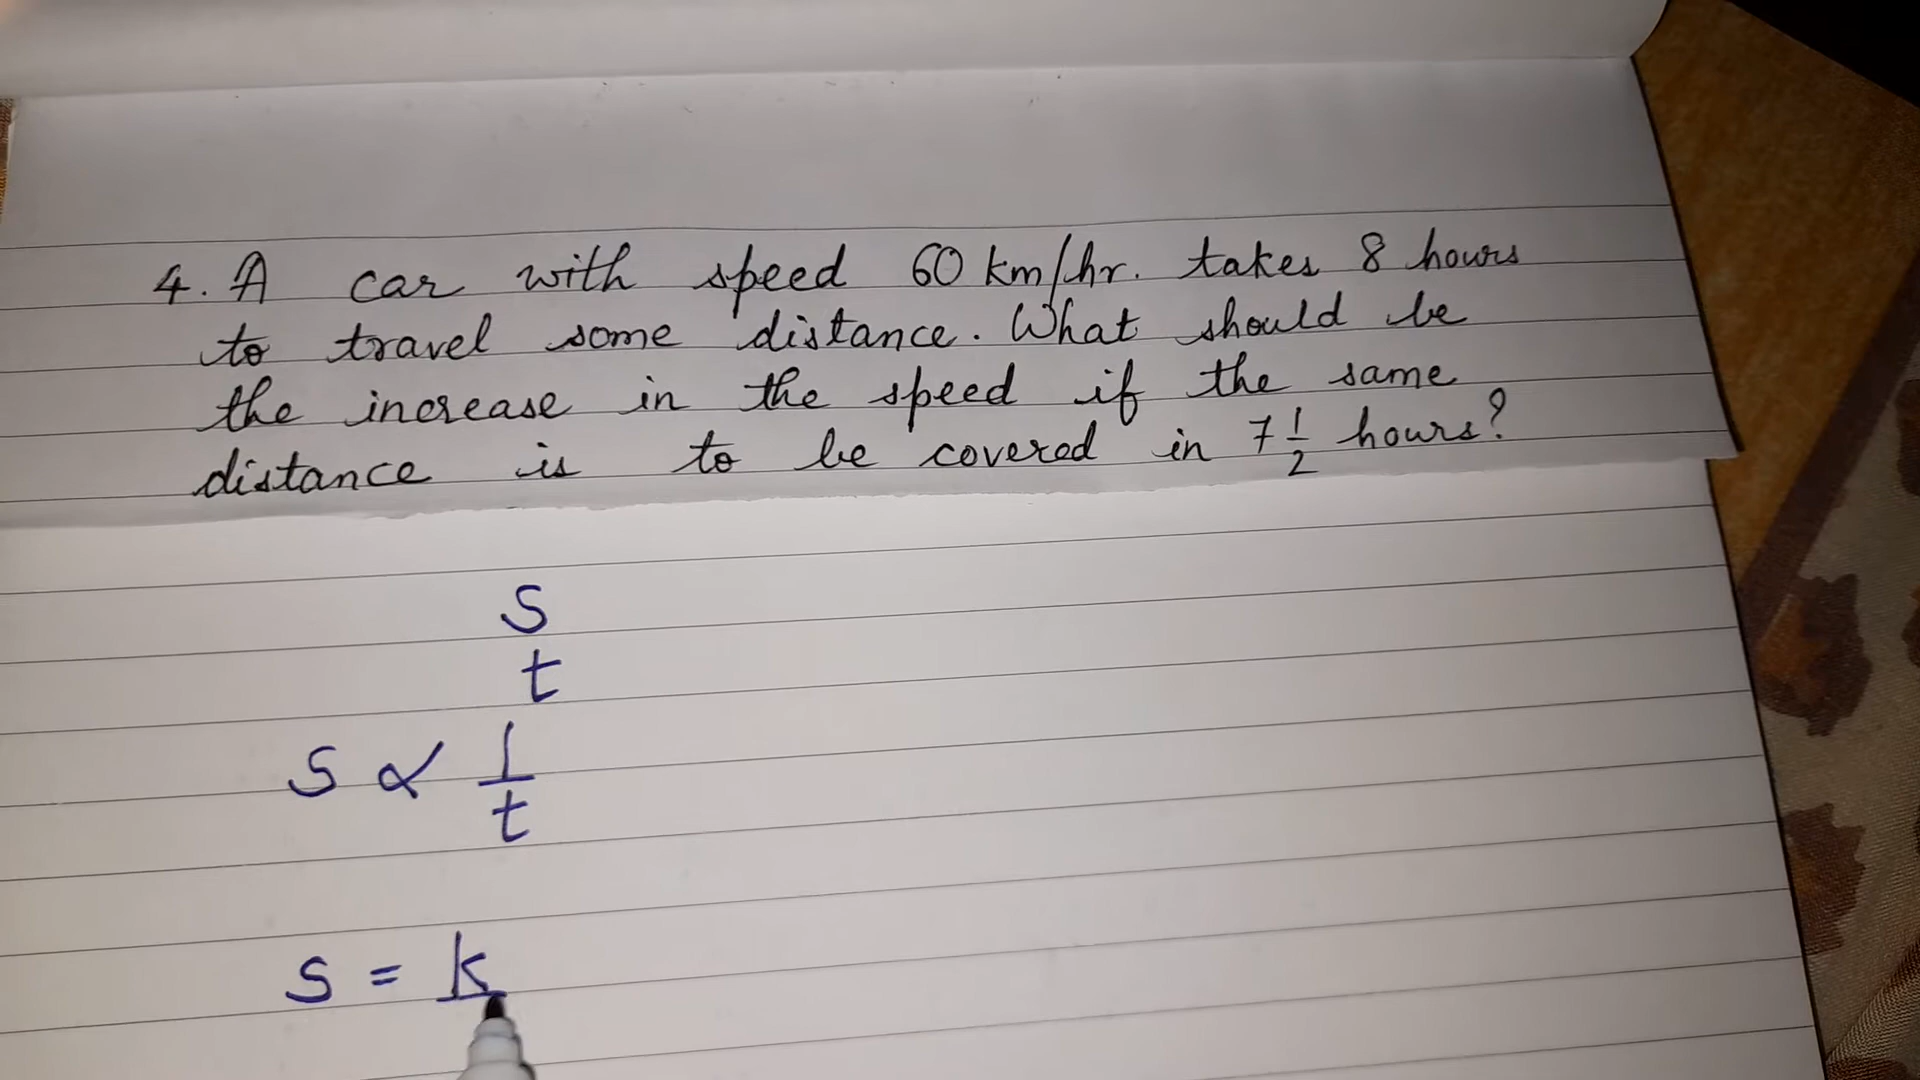 4. A car with speed 60 km/hr. takes 8 hours
to travel some distance. What should be
the increase in the speed if the same
distance is to be covered in 7 1/2 hours?
S
t
S ∝ 1/t
S = k